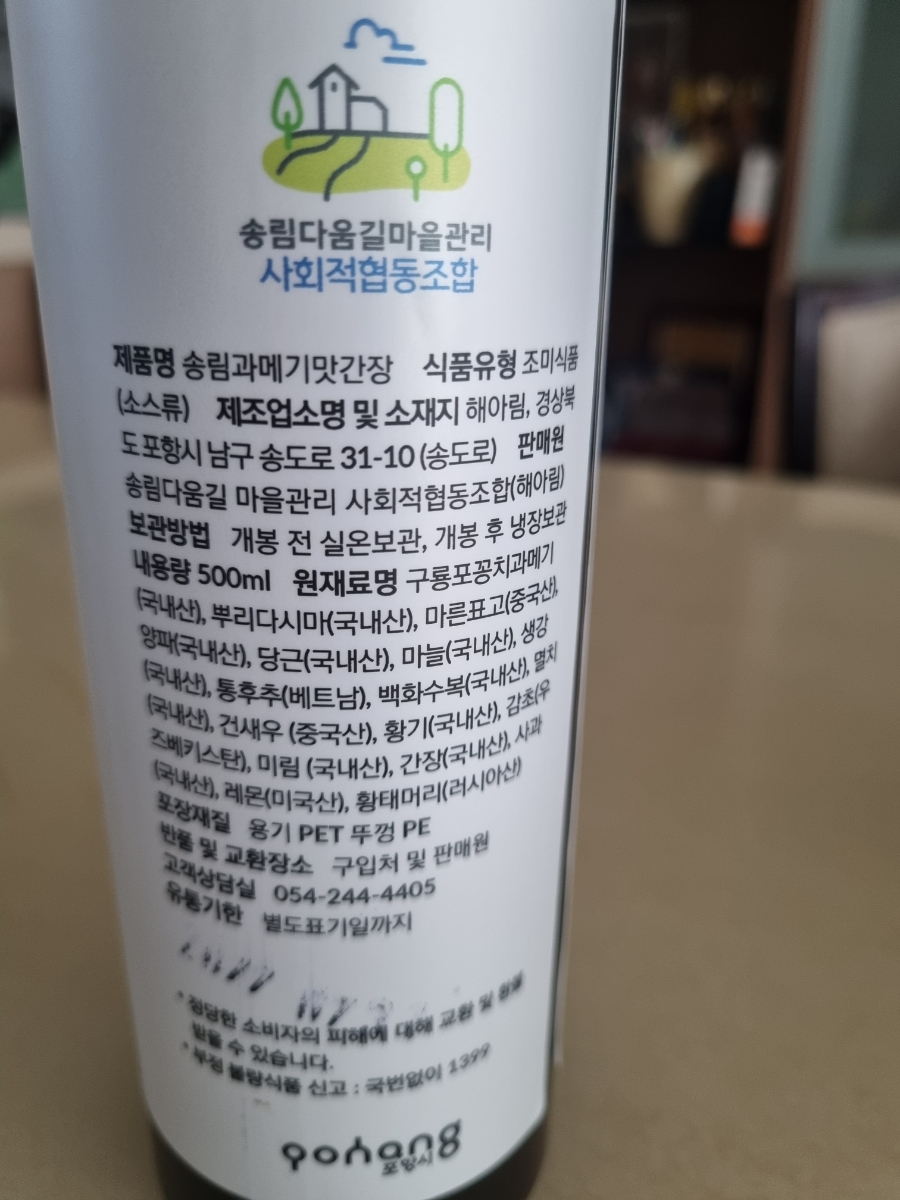 송림다움길마을관리
사회적협동조합
제품명 송림과메기맛간장 식품유형 조미식품
(소스류) 제조업소명 및 소재지 해아림, 경상북
도 포항시 남구 송도로 31-10 (송도로) 판매원
송림다움길 마을관리 사회적협동조합(해아림)
보관방법 개봉 전 실온보관, 개봉 후 냉장보관
내용량 500ml 원재료명 구룡포꽁치과메기
(국내산), 뿌리다시마(국내산), 마른표고(중국산),
양파(국내산), 당근(국내산), 마늘(국내산), 생강
(국내산), 통후추(베트남), 백화수복(국내산), 멸치
(국내산), 건새우 (중국산), 황기(국내산), 감초(우
즈베키스탄), 미림 (국내산), 간장(국내산), 사과
(국내산), 레몬(미국산), 황태머리(러시아산)
포장재질 용기 PET 뚜껑 PE
반품 및 교환장소 구입처 및 판매원
고객상담실 054-244-4405
유통기한 별도표기일까지
* 정당한 소비자의 피해에 대해 교환 및 환불
받을 수 있습니다.
* 부정 불량식품 신고 : 국번없이 1399
pohang
포항시